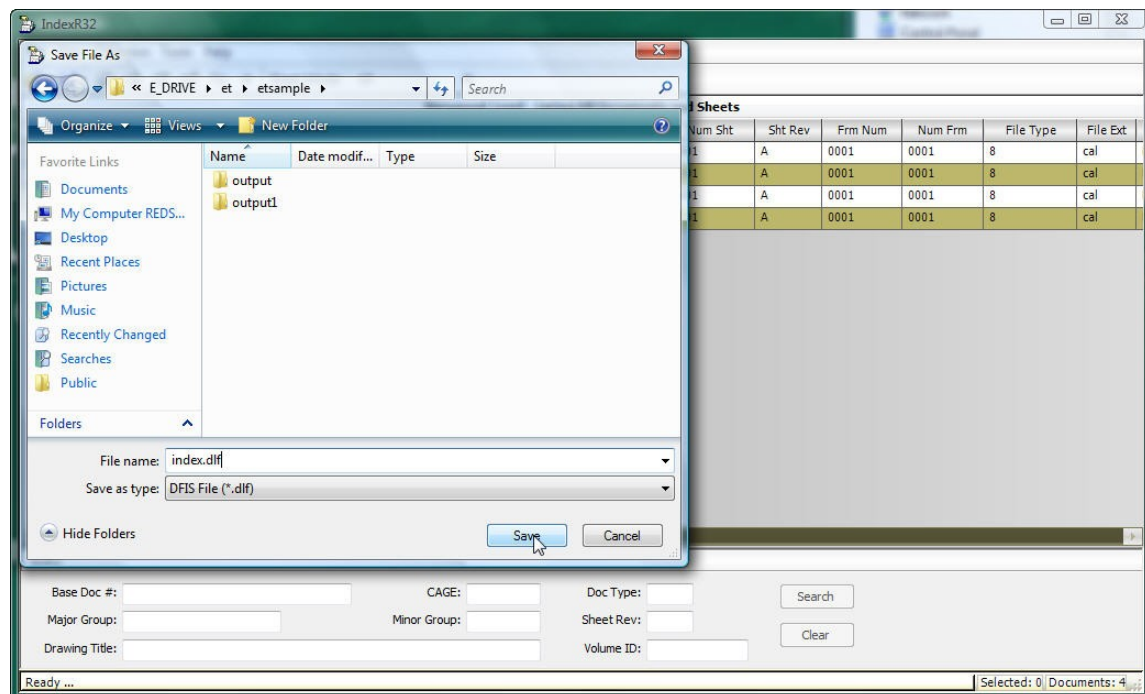 IndexR32
Save File As
« E_DRIVE ▸ et ▸ etsample ▸
Search
Organize Views New Folder
Favorite Links
Documents
My Computer REDS...
Desktop
Recent Places
Pictures
Music
Recently Changed
Searches
Public
Folders
Name Date modif... Type Size
output
output1
File name: index.dlf
Save as type: DFIS File (*.dlf)
Hide Folders
Save Cancel
d Sheets
Num Sht Sht Rev Frm Num Num Frm File Type File Ext
1 A 0001 0001 8 cal
1 A 0001 0001 8 cal
1 A 0001 0001 8 cal
1 A 0001 0001 8 cal
Base Doc #: CAGE: Doc Type: Search
Major Group: Minor Group: Sheet Rev:
Clear
Drawing Title: Volume ID:
Ready ... Selected: 0 Documents: 4